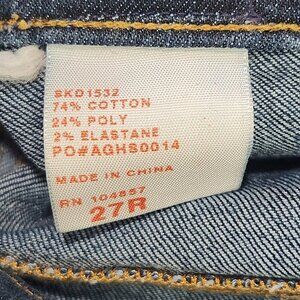 SKD1532
74% COTTON
24% POLY
2% ELASTANE
PO#AGHS0014
MADE IN CHINA
RN 104857
27R